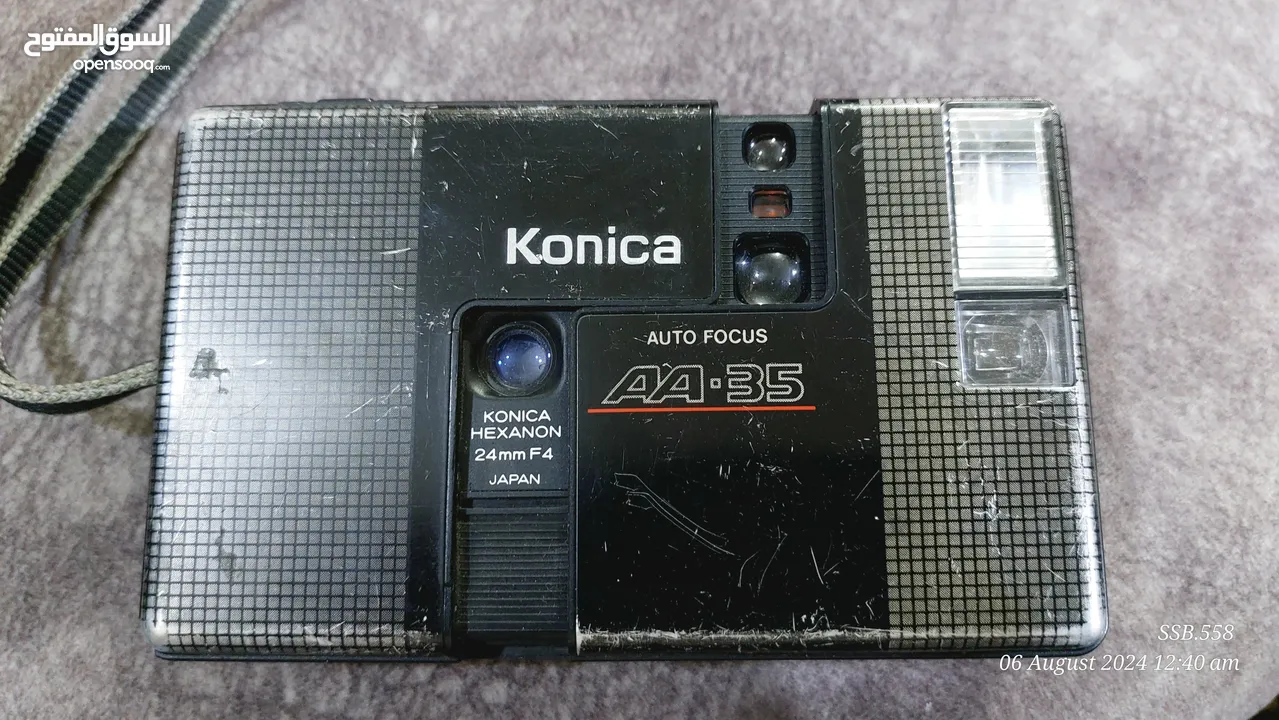 السوق المفتوح
opensooq.com
Konica
AUTO FOCUS
AA·35
KONICA
HEXANON
24mm F4
JAPAN
SSB.558
06 August 2024 12:40 am